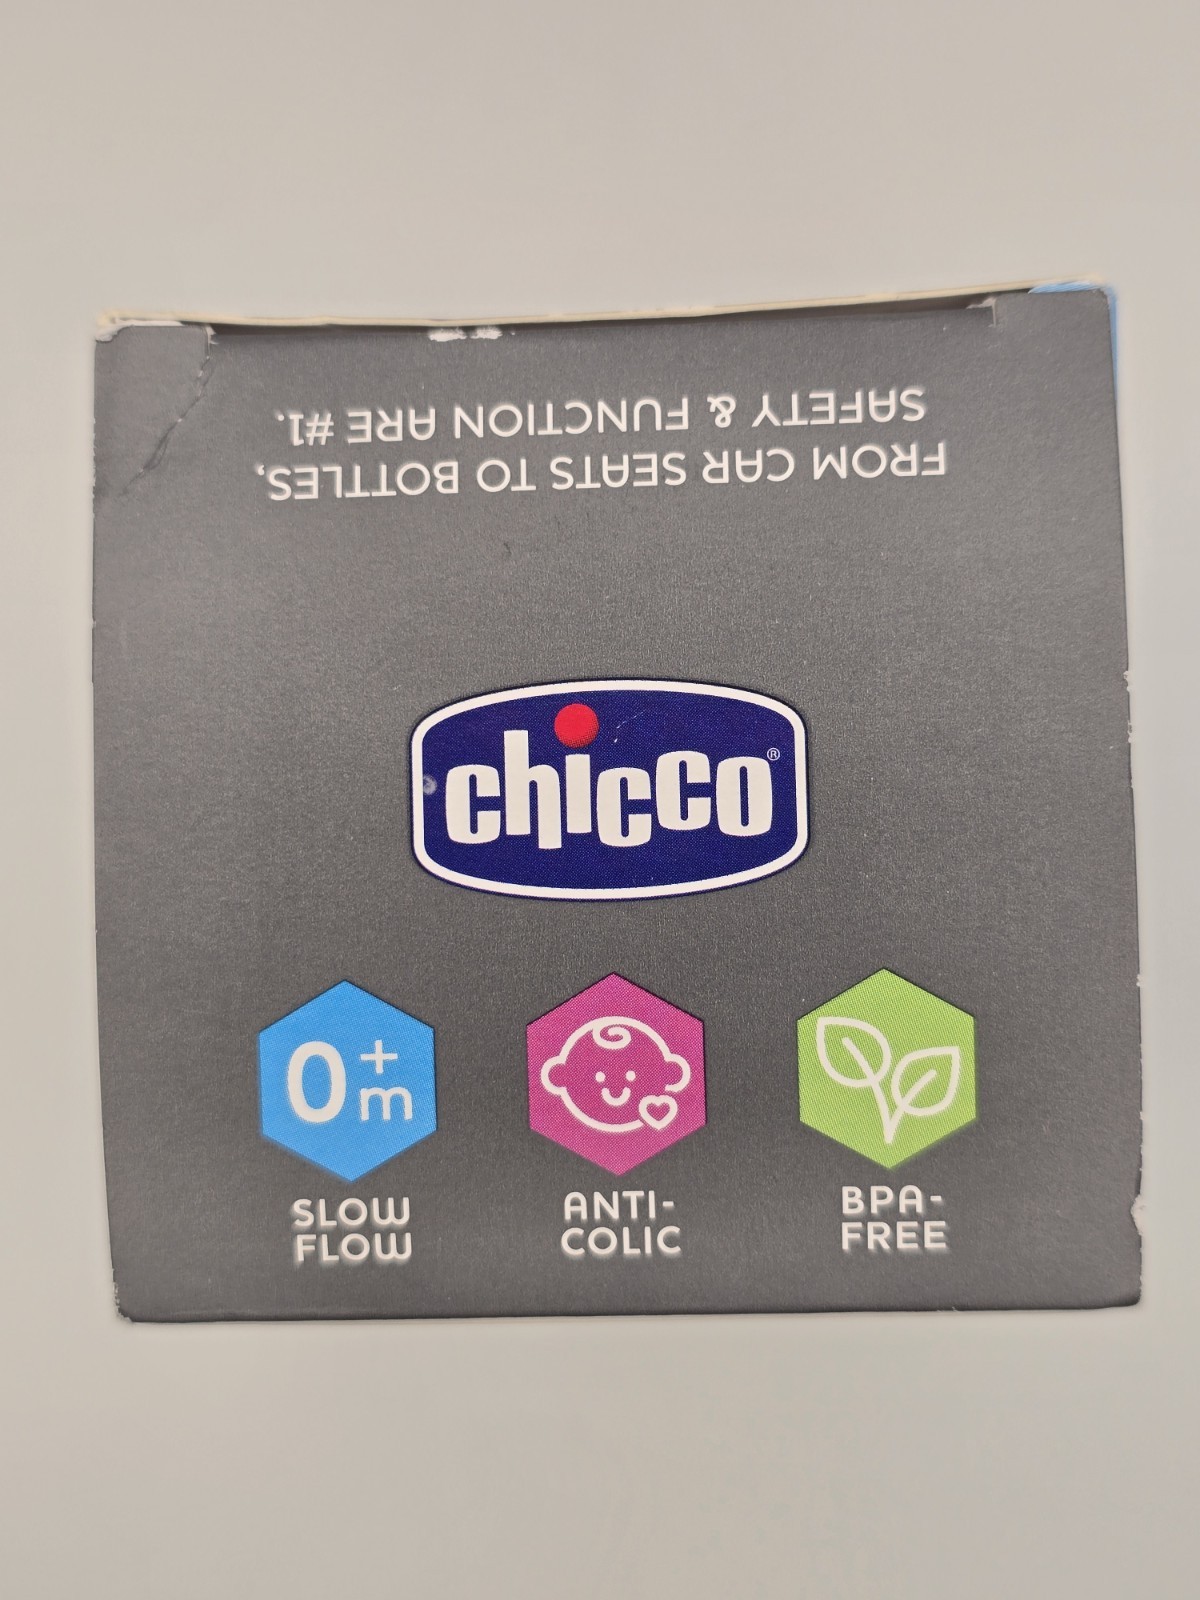 FROM CAR SEATS TO BOTTLES,
SAFETY & FUNCTION ARE #1.
chicco®
0+m
SLOW
FLOW
ANTI-
COLIC
BPA-
FREE